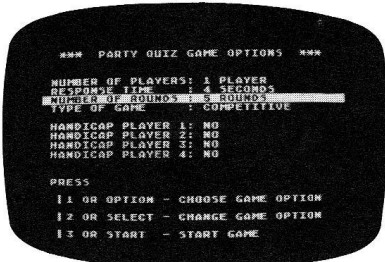 *** PARTY QUIZ GAME OPTIONS ***
NUMBER OF PLAYERS: 1 PLAYER
RESPONSE TIME : 4 SECONDS
NUMBER OF ROUNDS : 5 ROUNDS
TYPE OF GAME : COMPETITIVE
HANDICAP PLAYER 1: NO
HANDICAP PLAYER 2: NO
HANDICAP PLAYER 3: NO
HANDICAP PLAYER 4: NO
PRESS
1 OR OPTION - CHOOSE GAME OPTION
2 OR SELECT - CHANGE GAME OPTION
3 OR START - START GAME